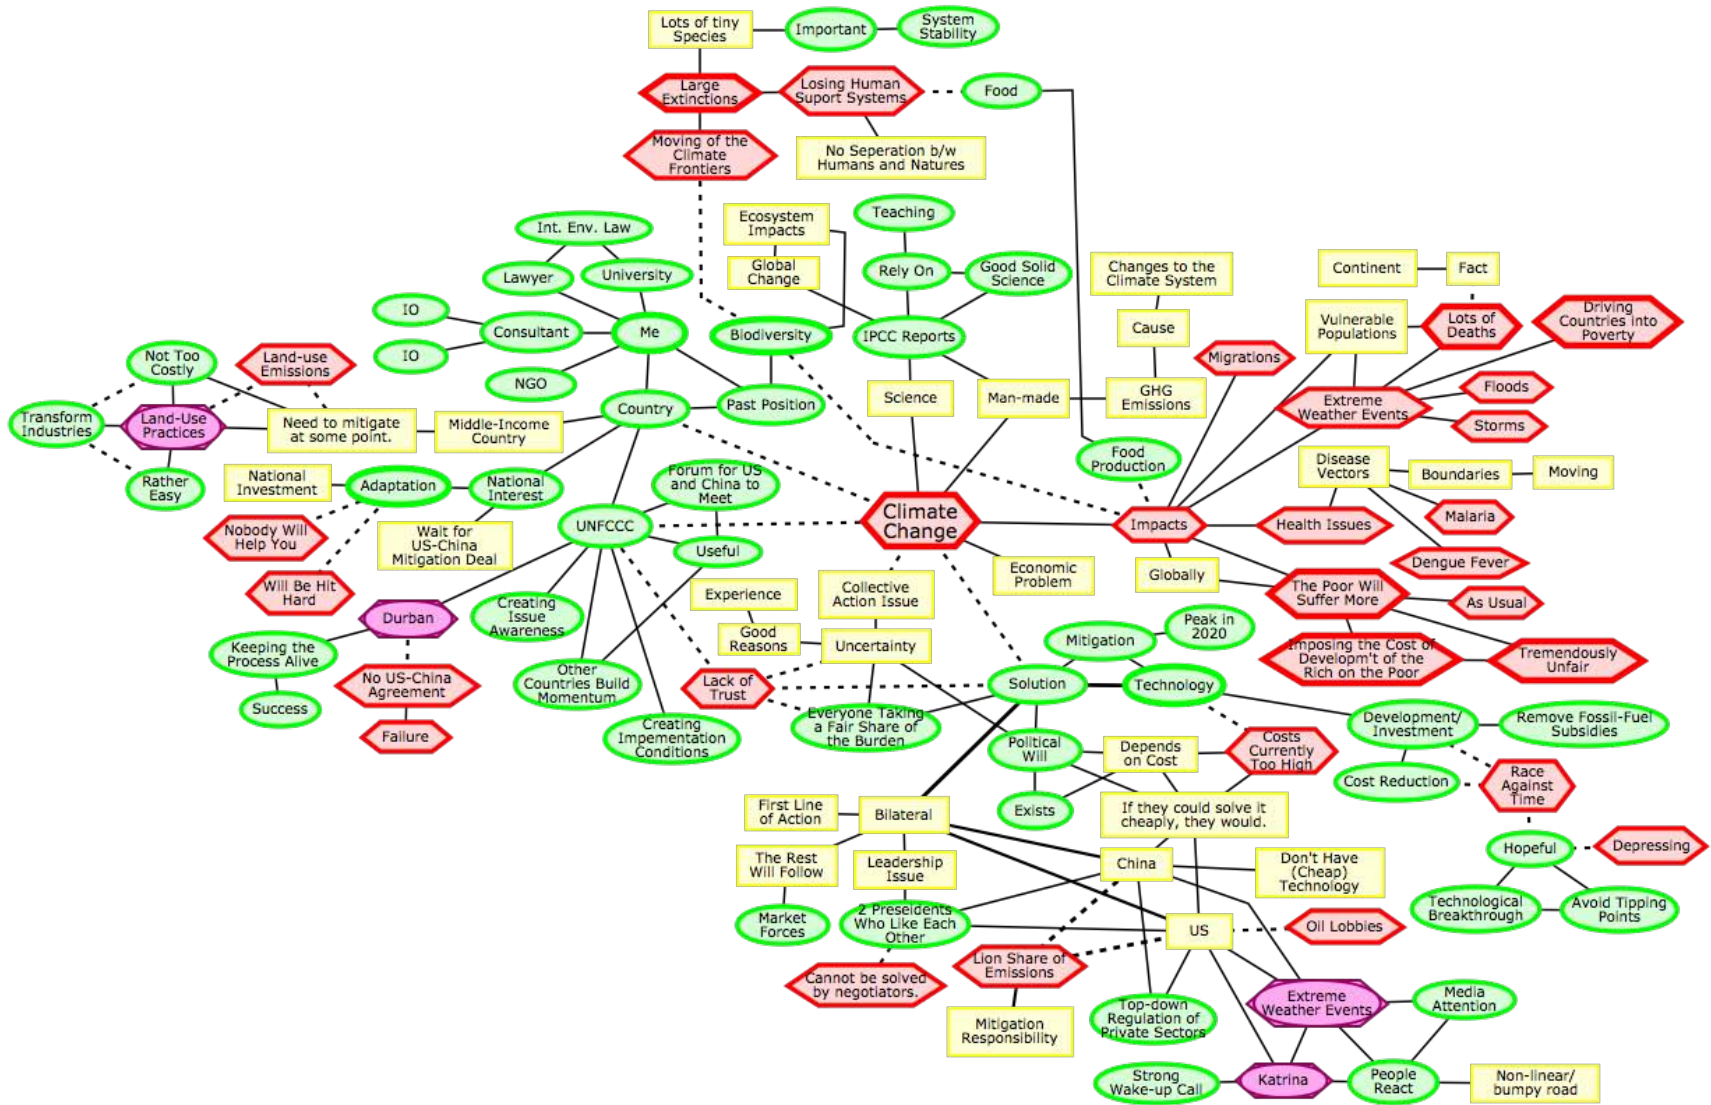 Lots of tiny
Species
Important
System
Stability
Large
Extinctions
Losing Human
Suport Systems
Food
Moving of the
Climate
Frontiers
No Seperation b/w
Humans and Natures
Int. Env. Law
Ecosystem
Impacts
Teaching
Lawyer
University
Global
Change
Rely On
Good Solid
Science
Changes to the
Climate System
Continent
Fact
IO
Consultant
Me
Biodiversity
IPCC Reports
Cause
Vulnerable
Populations
Lots of
Deaths
Driving
Countries into
Poverty
IO
Not Too
Costly
Land-use
Emissions
NGO
Migrations
Science
Man-made
GHG
Emissions
Floods
Transform
Industries
Land-Use
Practices
Need to mitigate
at some point.
Middle-Income
Country
Country
Past Position
Extreme
Weather Events
Storms
Food
Production
Rather
Easy
National
Investment
Adaptation
National
Interest
Forum for US
and China to
Meet
Disease
Vectors
Boundaries
Moving
Nobody Will
Help You
Wait for
US-China
Mitigation Deal
UNFCCC
Useful
Climate
Change
Impacts
Health Issues
Malaria
Dengue Fever
Will Be Hit
Hard
Economic
Problem
Globally
Experience
Collective
Action Issue
The Poor Will
Suffer More
As Usual
Durban
Creating
Issue
Awareness
Good
Reasons
Uncertainty
Mitigation
Peak in
2020
Keeping the
Process Alive
Imposing the Cost of
Developm't of the
Rich on the Poor
Tremendously
Unfair
No US-China
Agreement
Other
Countries Build
Momentum
Lack of
Trust
Solution
Technology
Success
Failure
Creating
Impementation
Conditions
Everyone Taking
a Fair Share of
the Burden
Political
Will
Depends
on Cost
Costs
Currently
Too High
Development/
Investment
Remove Fossil-Fuel
Subsidies
Cost Reduction
Race
Against
Time
First Line
of Action
Bilateral
Exists
If they could solve it
cheaply, they would.
The Rest
Will Follow
Leadership
Issue
China
Don't Have
(Cheap)
Technology
Hopeful
Depressing
Market
Forces
2 Preseidents
Who Like Each
Other
US
Oil Lobbies
Technological
Breakthrough
Avoid Tipping
Points
Cannot be solved
by negotiators.
Lion Share of
Emissions
Mitigation
Responsibility
Top-down
Regulation of
Private Sectors
Extreme
Weather Events
Media
Attention
Strong
Wake-up Call
Katrina
People
React
Non-linear/
bumpy road